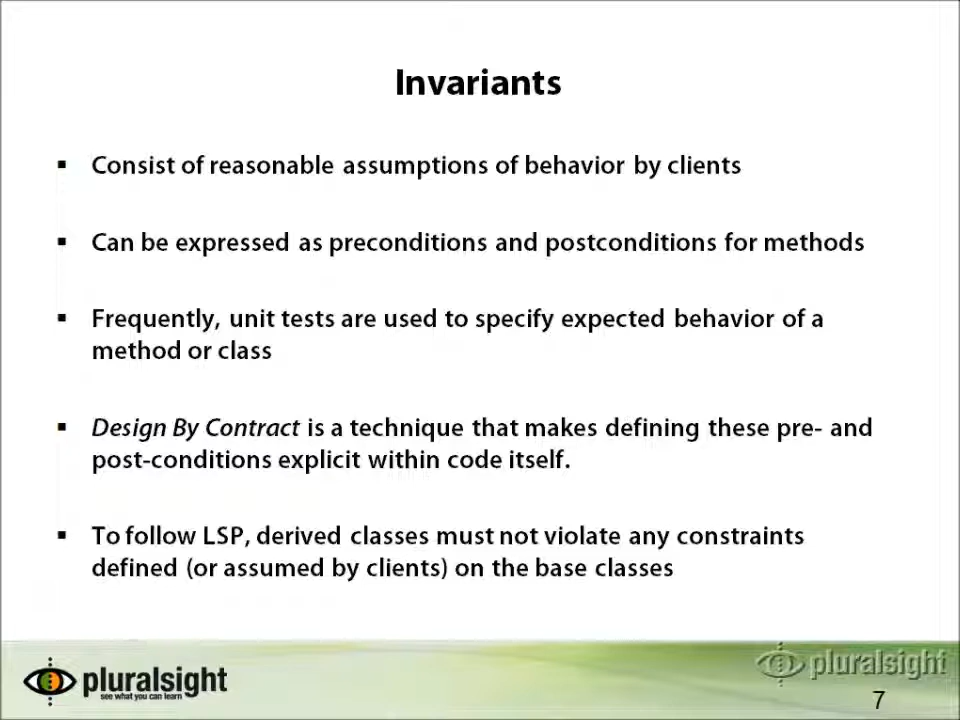 Invariants
▪ Consist of reasonable assumptions of behavior by clients
▪ Can be expressed as preconditions and postconditions for methods
▪ Frequently, unit tests are used to specify expected behavior of a
method or class
▪ Design By Contract is a technique that makes defining these pre- and
post-conditions explicit within code itself.
▪ To follow LSP, derived classes must not violate any constraints
defined (or assumed by clients) on the base classes
pluralsight
see what you can learn
pluralsight
7